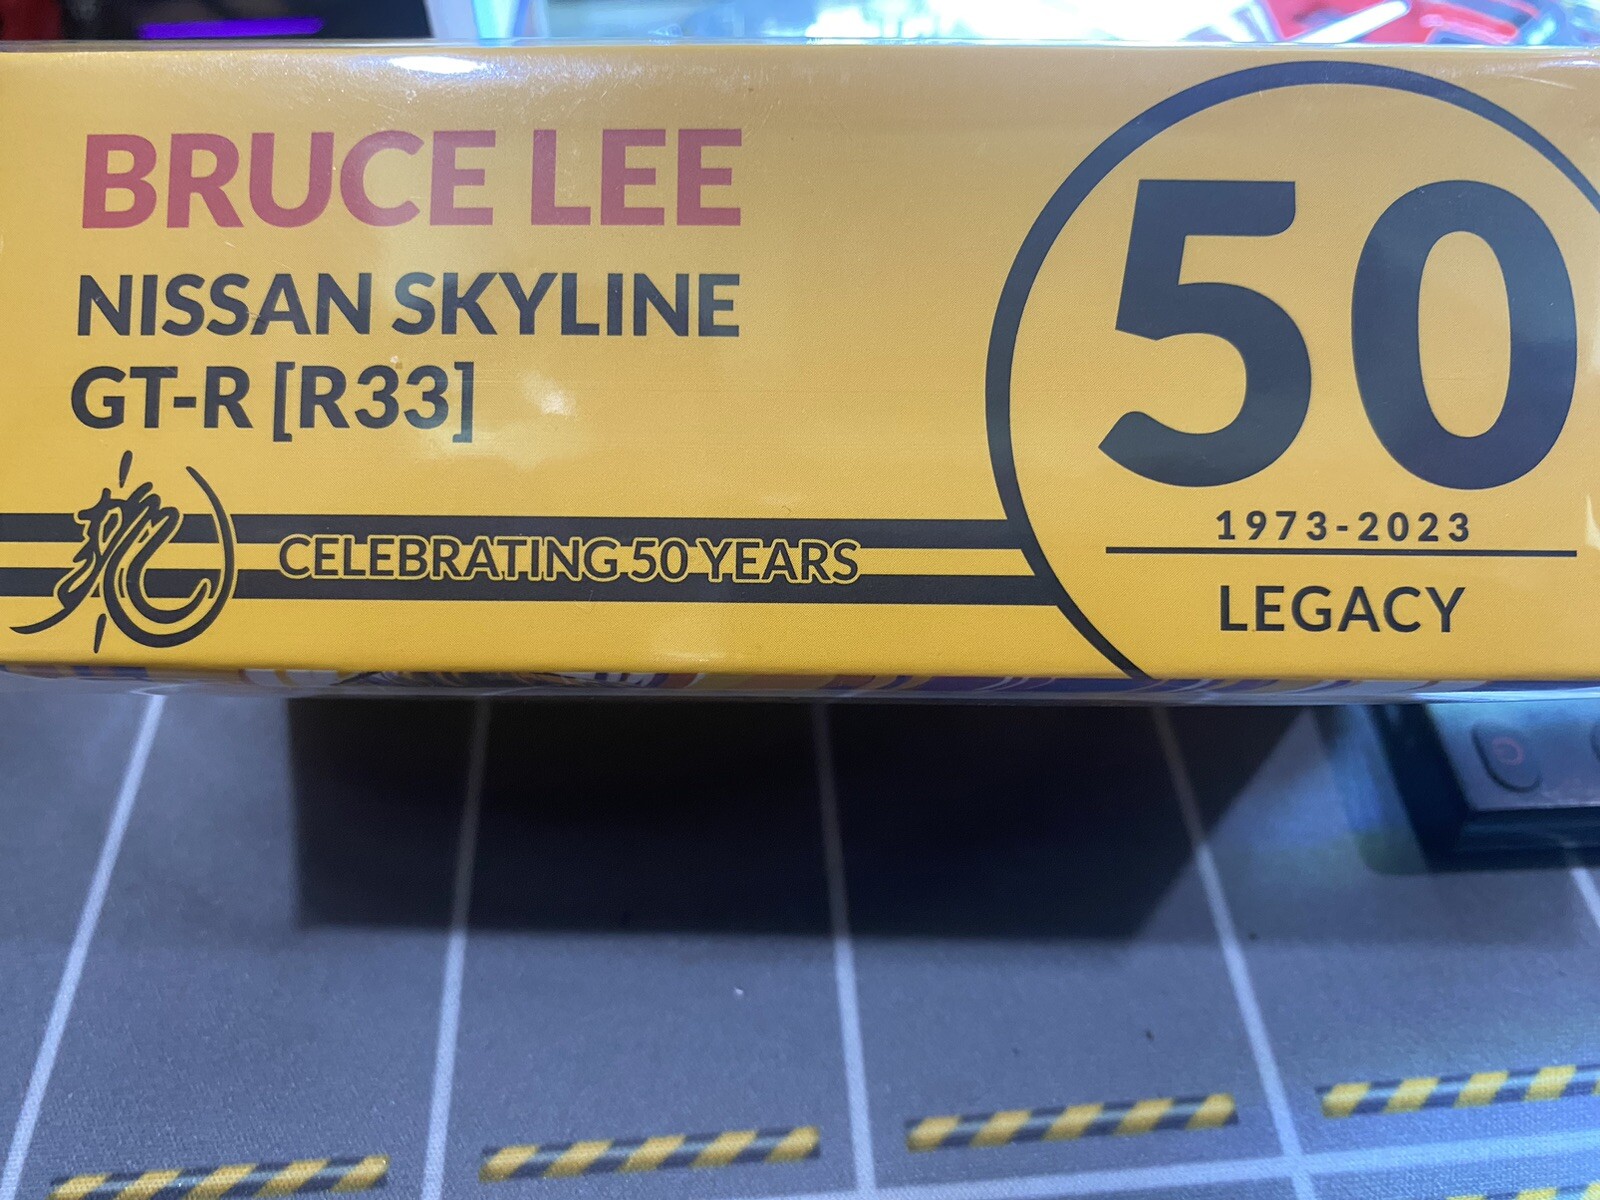 BRUCE LEE
NISSAN SKYLINE
GT-R [R33]
CELEBRATING 50 YEARS
50
1973-2023
LEGACY